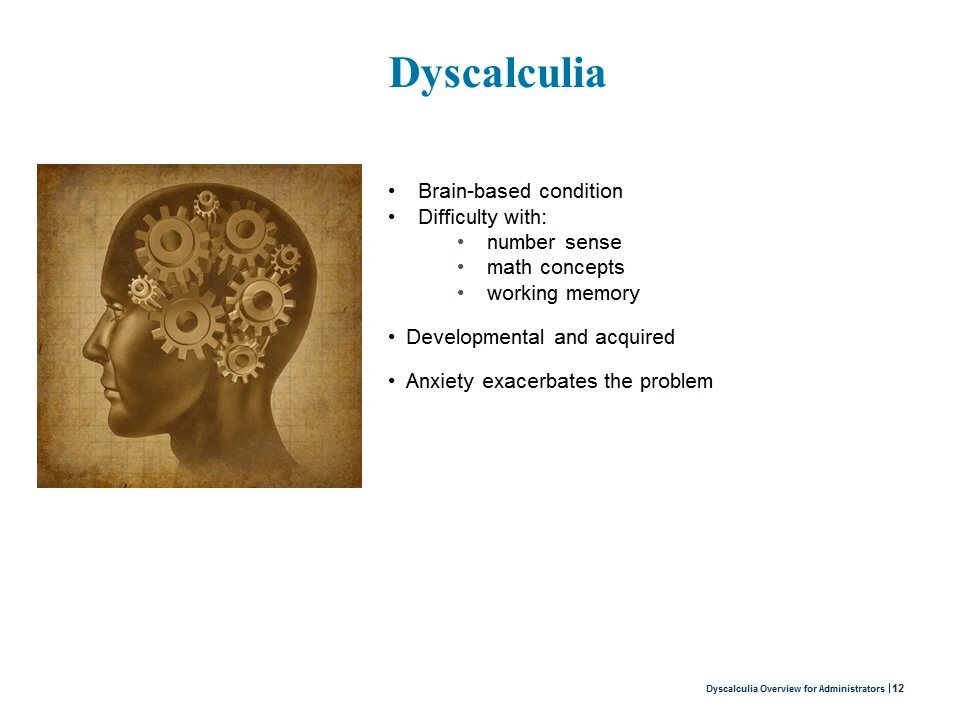 Dyscalculia
• Brain-based condition
• Difficulty with:
• number sense
• math concepts
• working memory
• Developmental and acquired
• Anxiety exacerbates the problem
Dyscalculia Overview for Administrators | 12